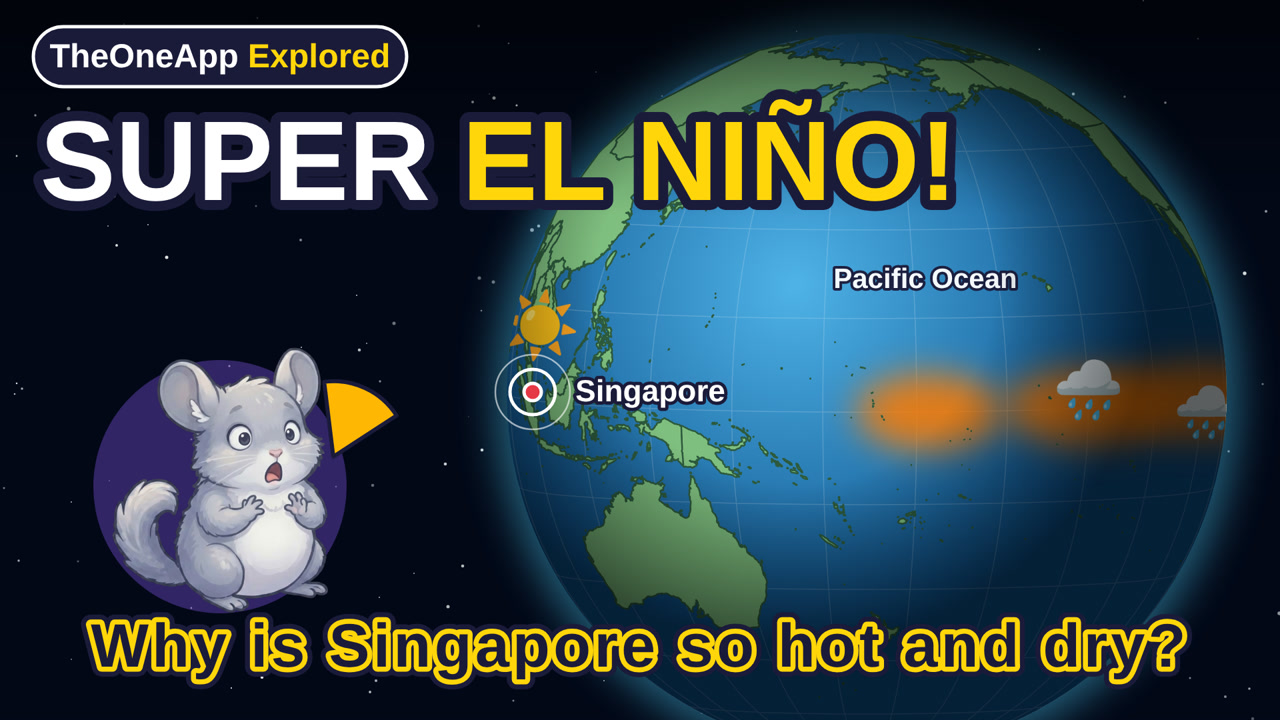 TheOneApp Explored
SUPER EL NIÑO!
Pacific Ocean
Singapore
Why is Singapore so hot and dry?